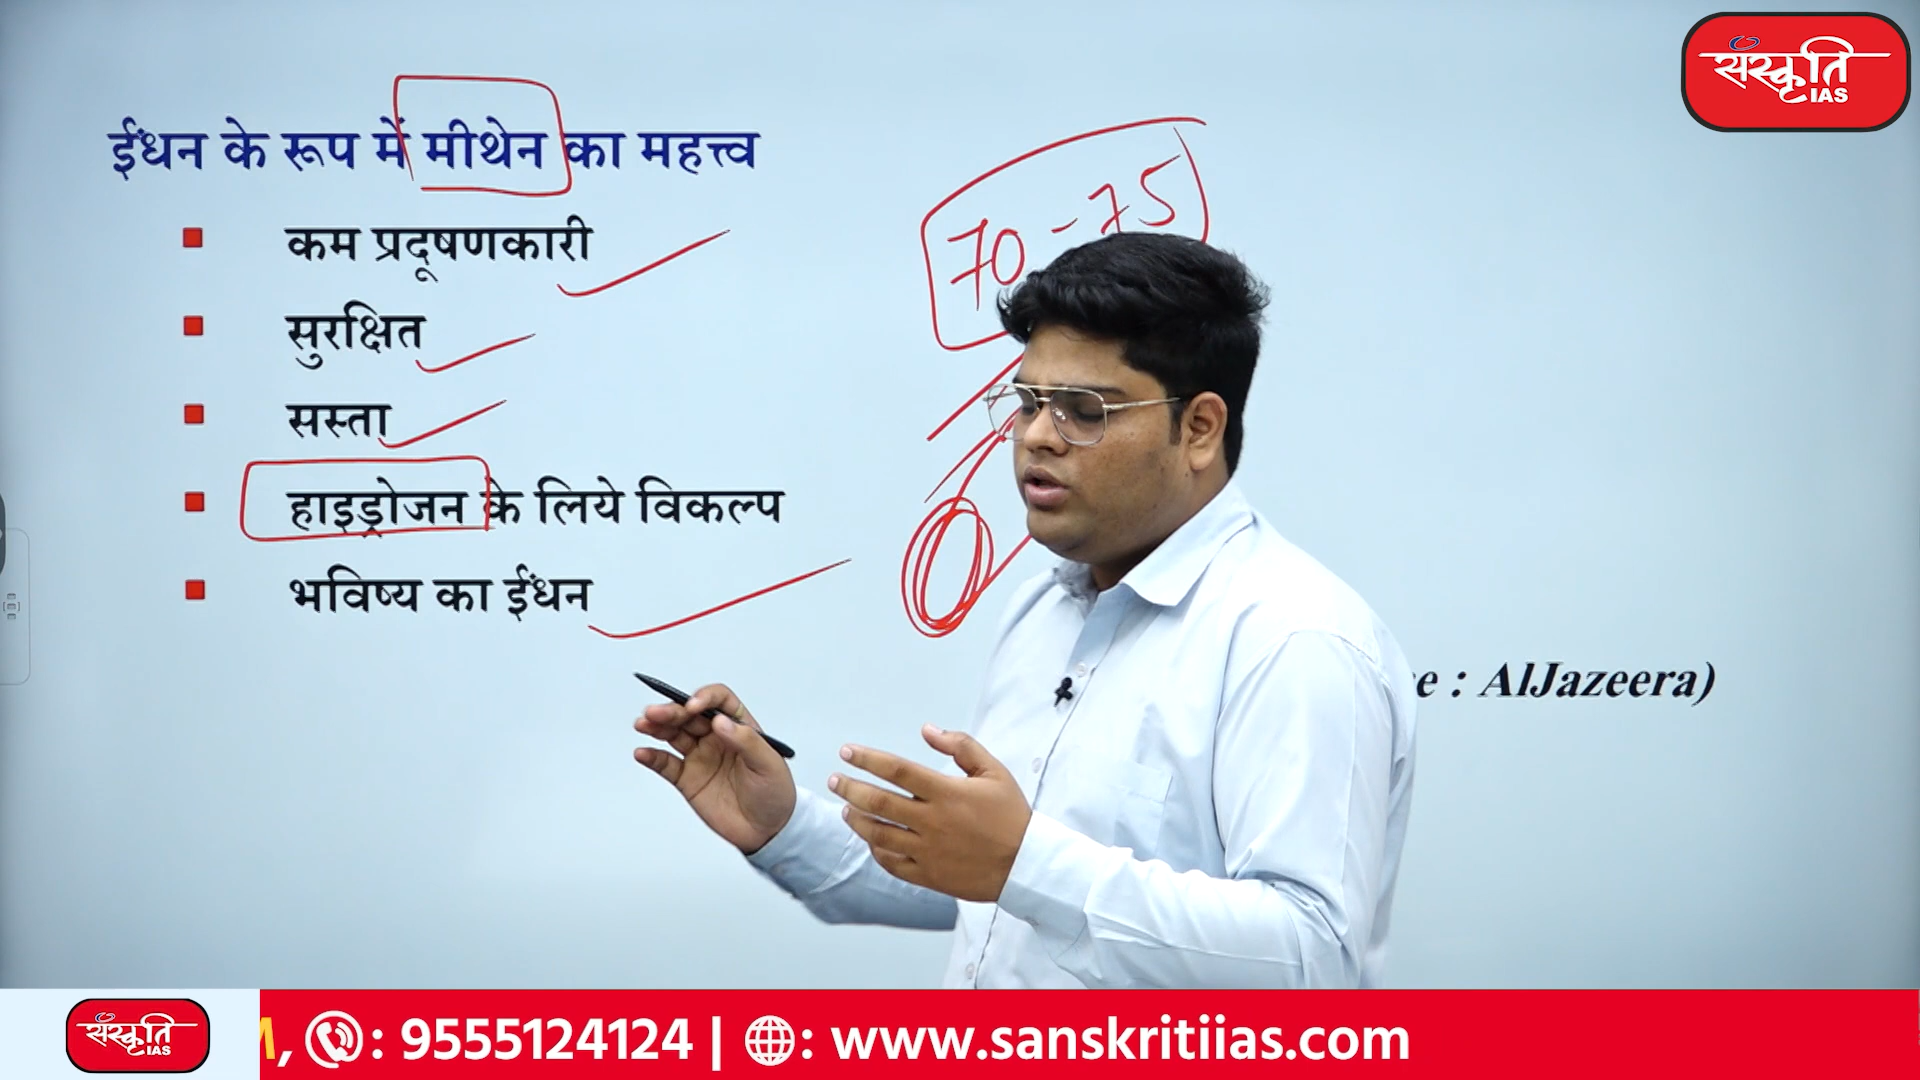 संस्कृति
IAS
ईंधन के रूप में मीथेन का महत्त्व
70-75
▪ कम प्रदूषणकारी
▪ सुरक्षित
▪ सस्ता
▪ हाइड्रोजन के लिये विकल्प
▪ भविष्य का ईंधन
: AlJazeera)
संस्कृति
IAS
, : 9555124124 | : www.sanskritiias.com